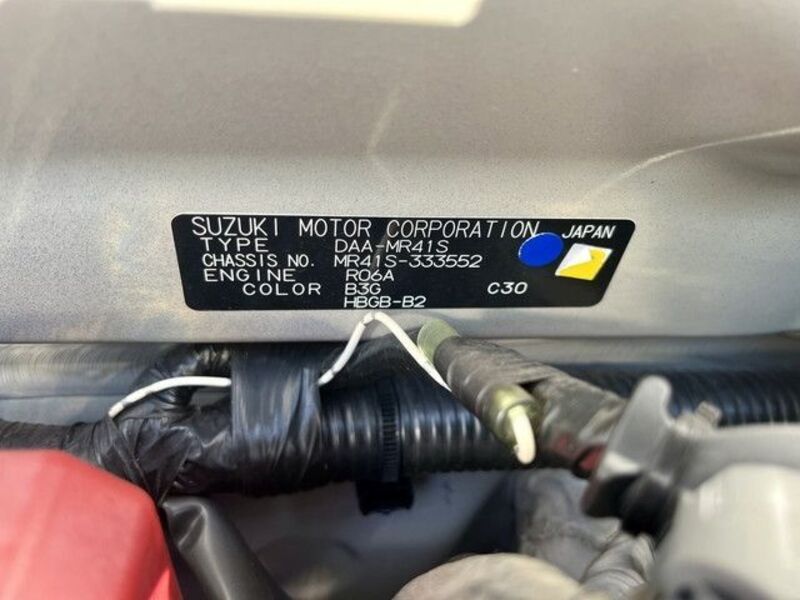 SUZUKI MOTOR CORPORATION JAPAN
TYPE DAA-MR41S
CHASSIS NO. MR41S-333552
ENGINE R06A
COLOR B3G C30
HBGB-B2